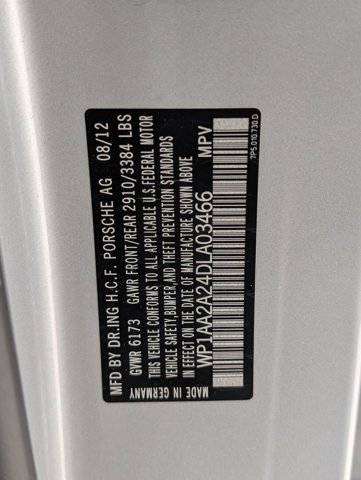 MFD BY DR.ING H.C.F. PORSCHE AG 08/12
GVWR 6173 GAWR FRONT/REAR 2910/3384 LBS
THIS VEHICLE CONFORMS TO ALL APPLICABLE U.S.FEDERAL MOTOR
VEHICLE SAFETY,BUMPER,AND THEFT PREVENTION STANDARDS
IN EFFECT ON THE DATE OF MANUFACTURE SHOWN ABOVE
WP1AA2A24DLA03466 MPV
MADE IN GERMANY
7P5.010.730.D